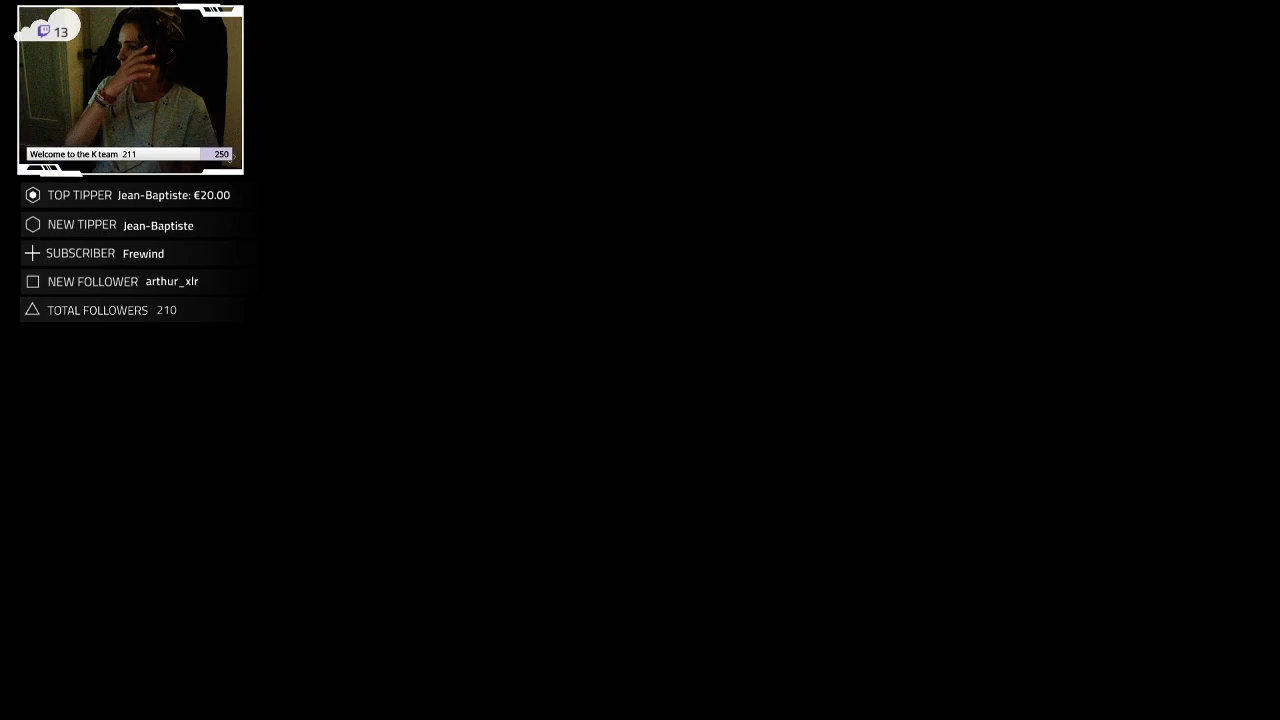 13
Welcome to the K team 211 250
TOP TIPPER Jean-Baptiste: €20.00
NEW TIPPER Jean-Baptiste
SUBSCRIBER Frewind
NEW FOLLOWER arthur_xlr
TOTAL FOLLOWERS 210